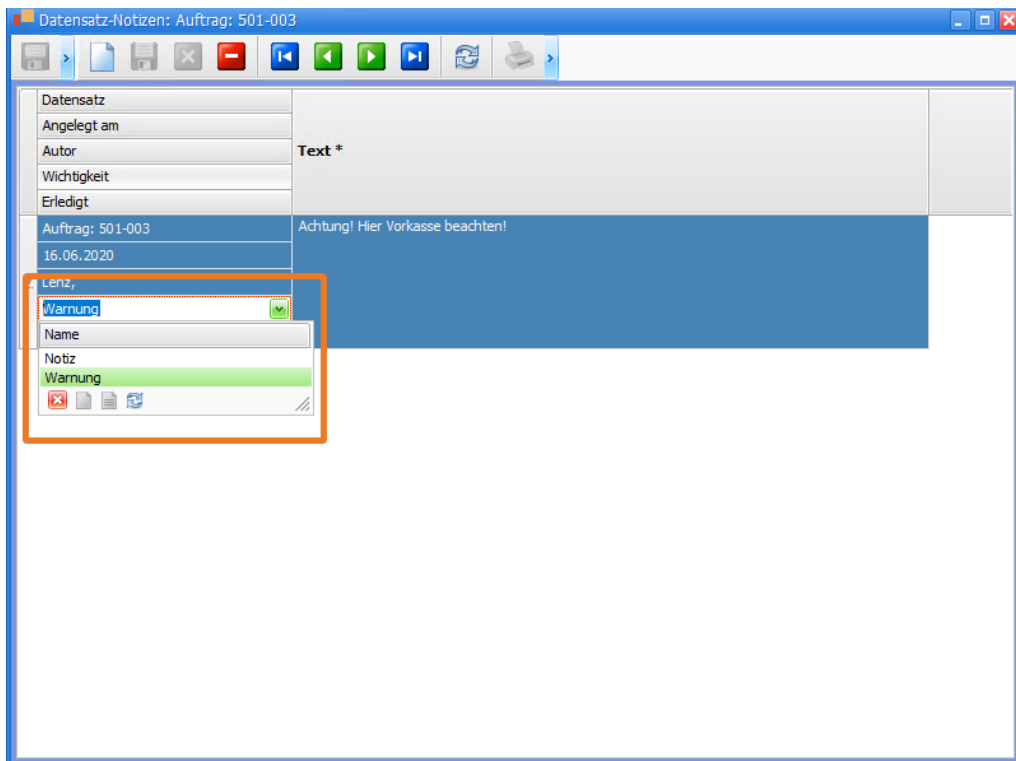 Datensatz-Notizen: Auftrag: 501-003
Datensatz
Angelegt am
Autor
Text *
Wichtigkeit
Erledigt
Auftrag: 501-003
Achtung! Hier Vorkasse beachten!
16.06.2020
Lenz,
Warnung
Name
Notiz
Warnung